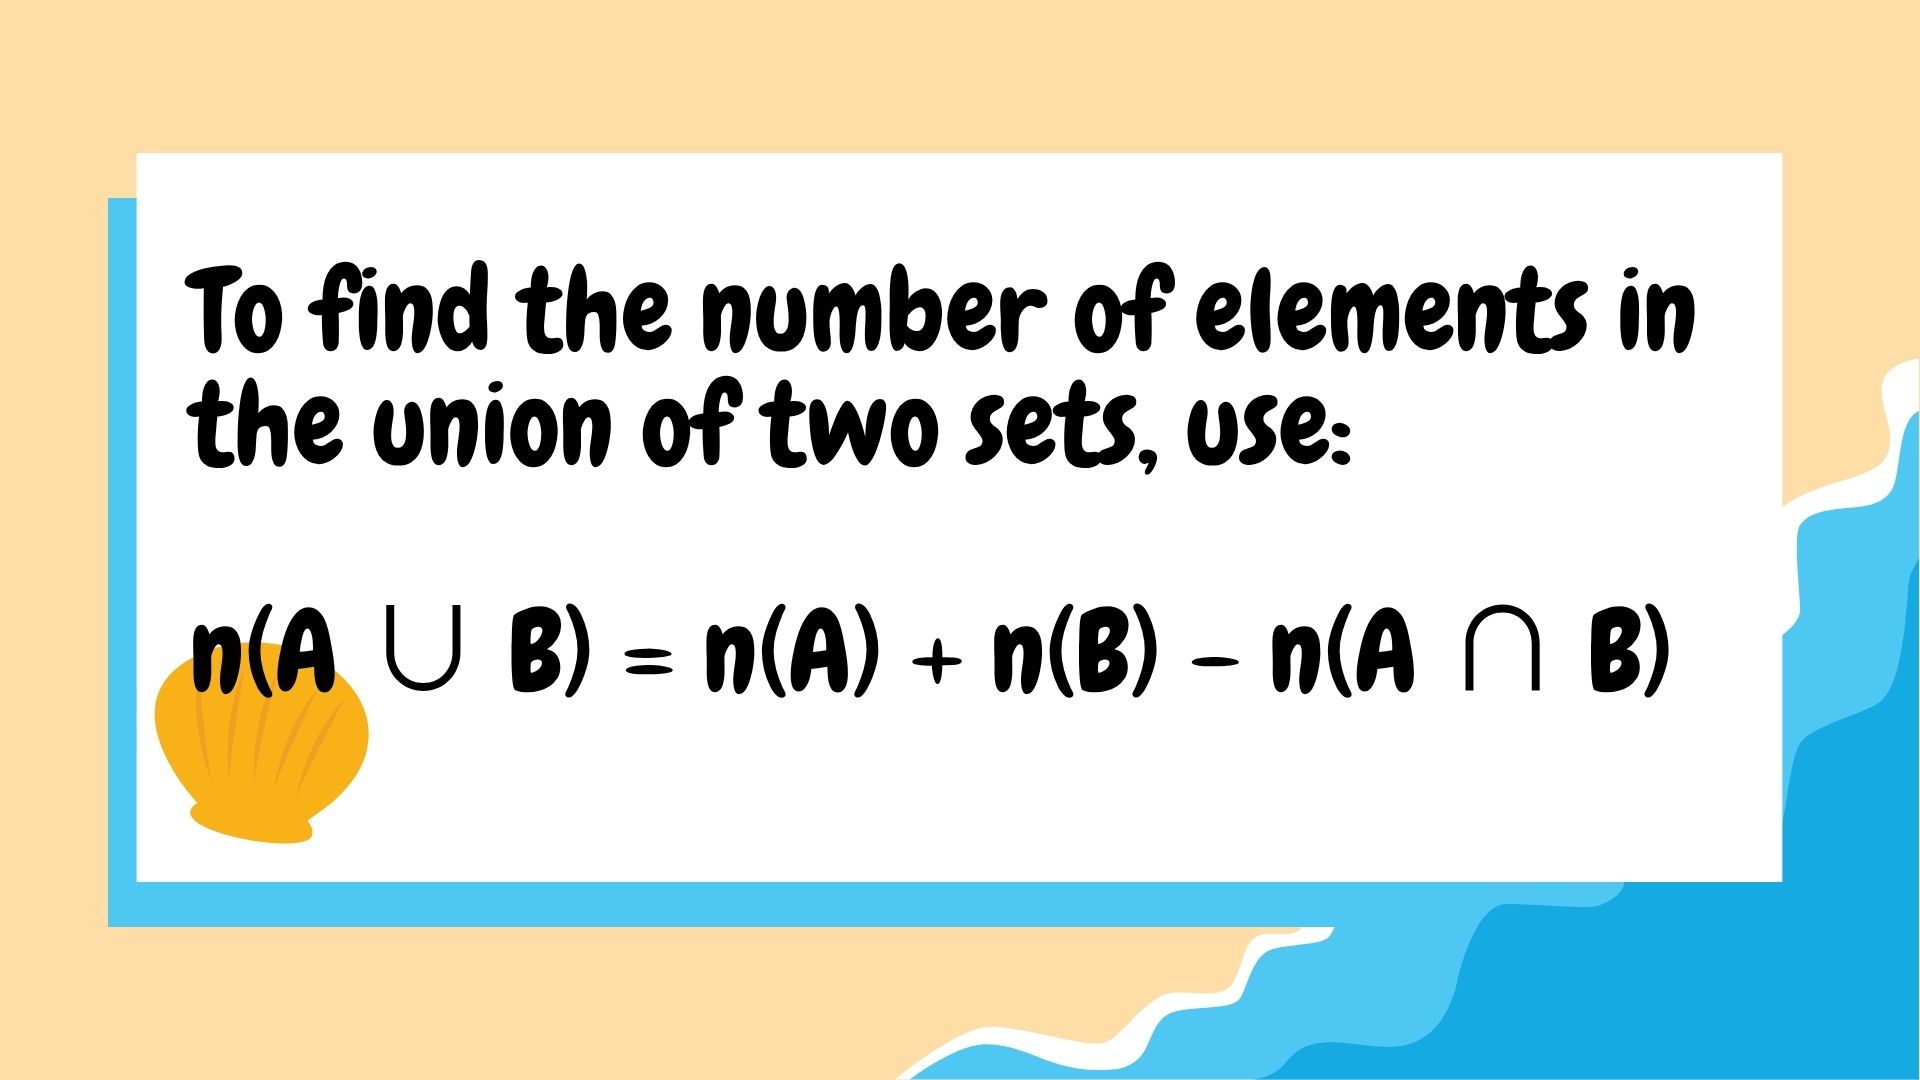 To find the number of elements in
the union of two sets, use:
n(A ∪ B) = n(A) + n(B) – n(A ∩ B)